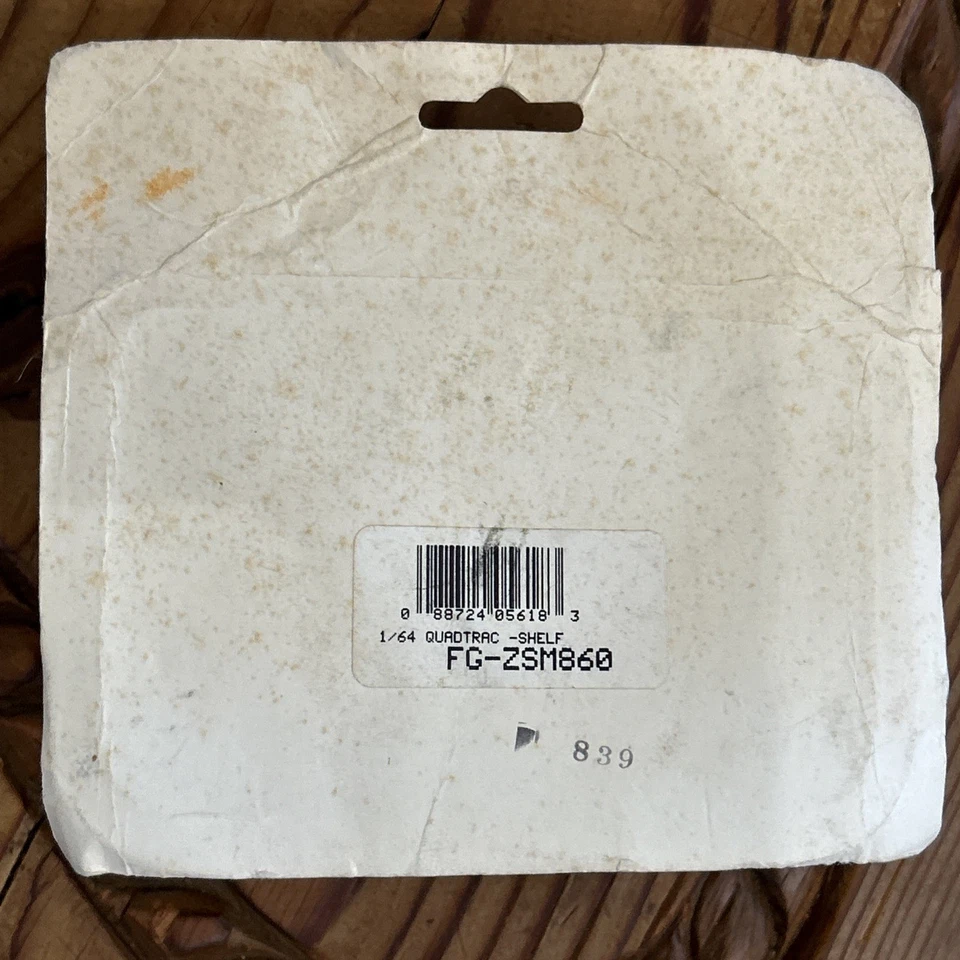 0 88724 05618 3
1/64 QUADTRAC -SHELF
FG-ZSM860
839